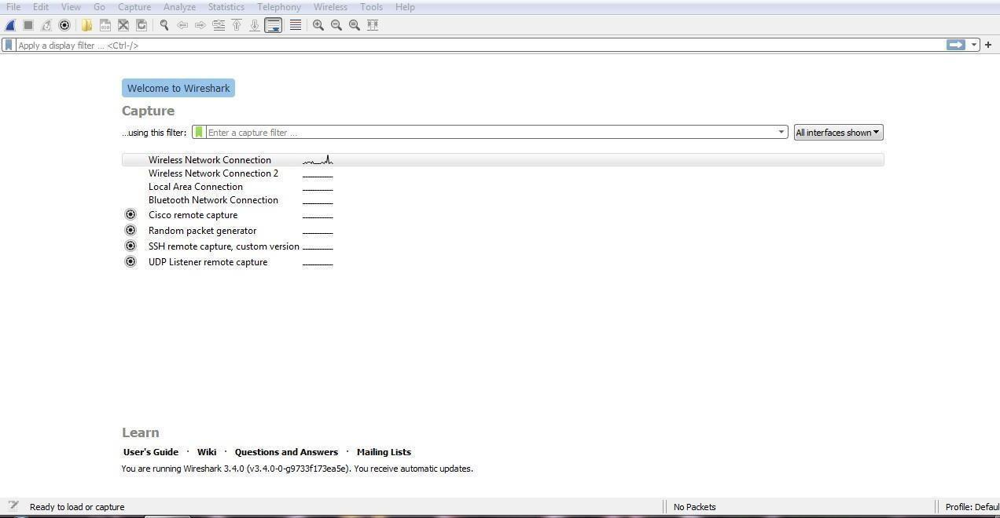 File Edit View Go Capture Analyze Statistics Telephony Wireless Tools Help
Apply a display filter ... <Ctrl-/>
Welcome to Wireshark
Capture
...using this filter: Enter a capture filter ... All interfaces shown
Wireless Network Connection
Wireless Network Connection 2
Local Area Connection
Bluetooth Network Connection
Cisco remote capture
Random packet generator
SSH remote capture, custom version
UDP Listener remote capture
Learn
User's Guide · Wiki · Questions and Answers · Mailing Lists
You are running Wireshark 3.4.0 (v3.4.0-0-g9733f173ea5e). You receive automatic updates.
Ready to load or capture No Packets Profile: Defaul